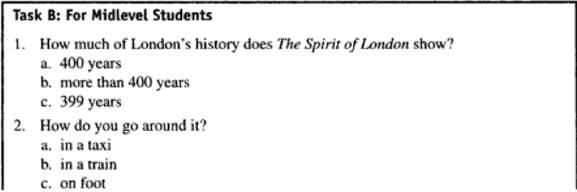 Task B: For Midlevel Students
1. How much of London's history does The Spirit of London show?
a. 400 years
b. more than 400 years
c. 399 years
2. How do you go around it?
a. in a taxi
b. in a train
c. on foot